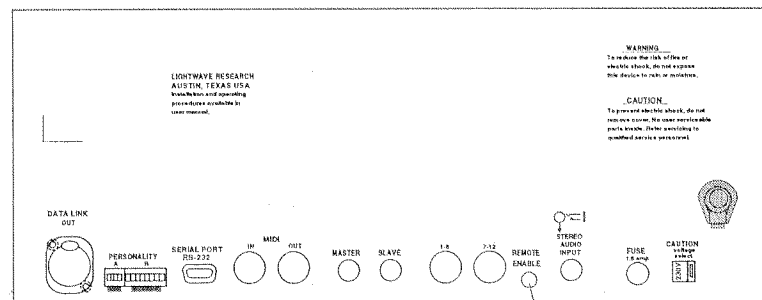 WARNING
To reduce the risk of fire or
electric shock, do not expose
this device to rain or moisture.
LIGHTWAVE RESEARCH
AUSTIN, TEXAS USA
Installation and operating
procedures available in
user manual.
CAUTION
To prevent electric shock, do not
remove cover. No user serviceable
parts inside. Refer servicing to
qualified service personnel.
DATA LINK
OUT
PERSONALITY
A B
SERIAL PORT
RS-232
MIDI
IN OUT
MASTER SLAVE
1-6 7-12
REMOTE
ENABLE
STEREO
AUDIO
INPUT
FUSE
1.5 amp
CAUTION
voltage
select
230V